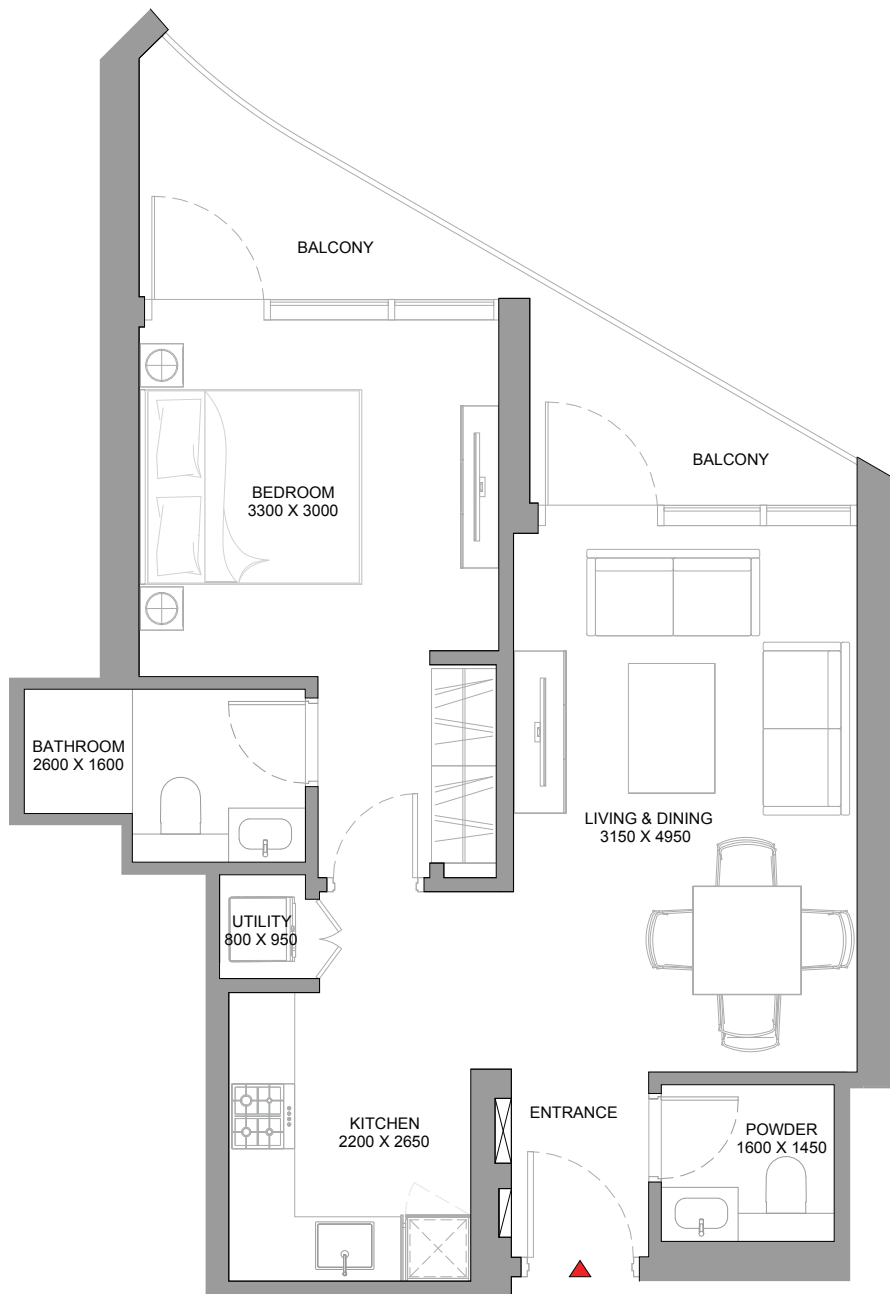 BALCONY
BALCONY
BEDROOM
3300 X 3000
BATHROOM
2600 X 1600
LIVING & DINING
3150 X 4950
UTILITY
800 X 950
ENTRANCE
KITCHEN
2200 X 2650
POWDER
1600 X 1450